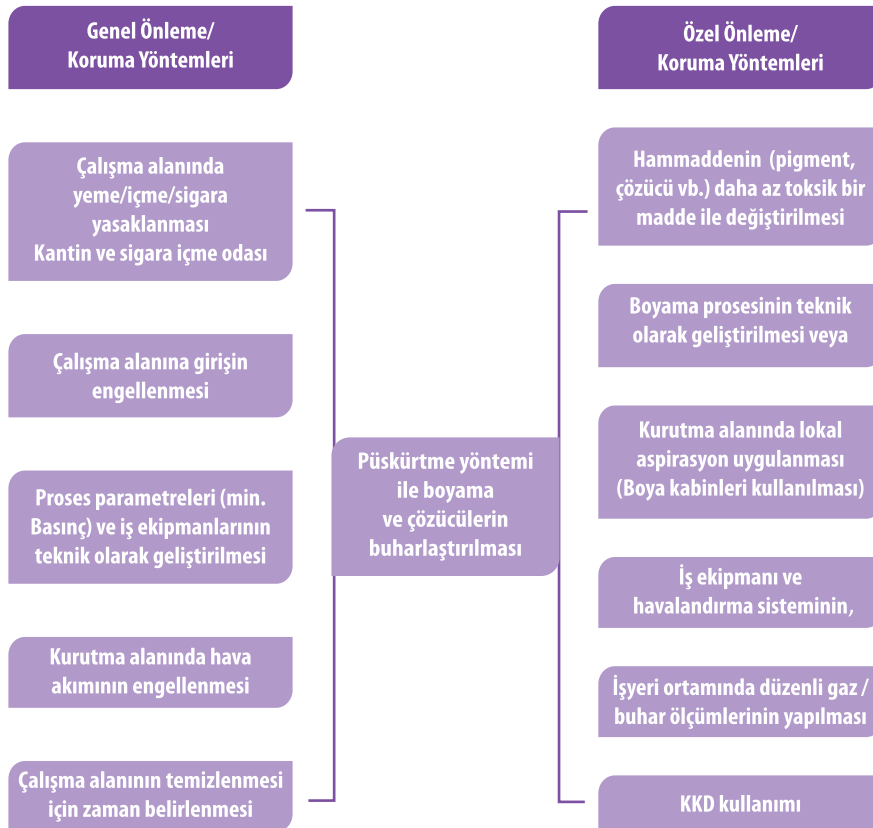 Genel Önleme/
Koruma Yöntemleri
Çalışma alanında
yeme/içme/sigara
yasaklanması
Kantin ve sigara içme odası
Çalışma alanına girişin
engellenmesi
Proses parametreleri (min.
Basınç) ve iş ekipmanlarının
teknik olarak geliştirilmesi
Kurutma alanında hava
akımının engellenmesi
Çalışma alanının temizlenmesi
için zaman belirlenmesi
Püskürtme yöntemi
ile boyama
ve çözücülerin
buharlaştırılması
Özel Önleme/
Koruma Yöntemleri
Hammaddenin (pigment,
çözücü vb.) daha az toksik bir
madde ile değiştirilmesi
Boyama prosesinin teknik
olarak geliştirilmesi veya
Kurutma alanında lokal
aspirasyon uygulanması
(Boya kabinleri kullanılması)
İş ekipmanı ve
havalandırma sisteminin,
İşyeri ortamında düzenli gaz /
buhar ölçümlerinin yapılması
KKD kullanımı